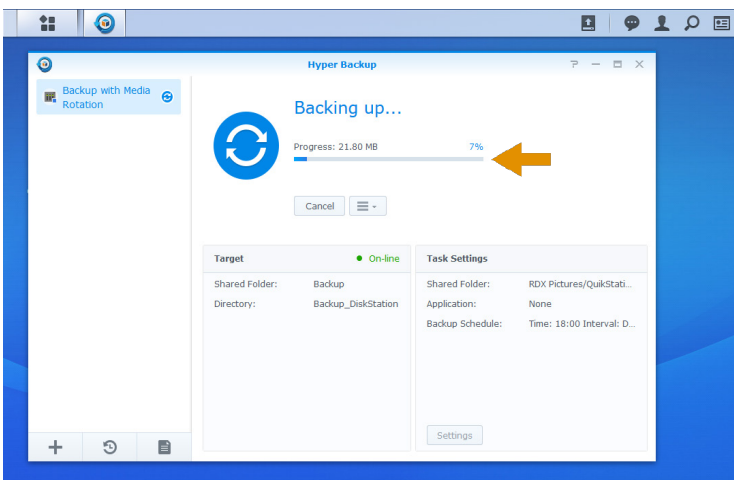 Hyper Backup
Backup with Media
Rotation
Backing up...
Progress: 21.80 MB 7%
Cancel
Target On-line
Shared Folder: Backup
Directory: Backup_DiskStation
Task Settings
Shared Folder: RDX Pictures/QuikStati...
Application: None
Backup Schedule: Time: 18:00 Interval: D...
Settings